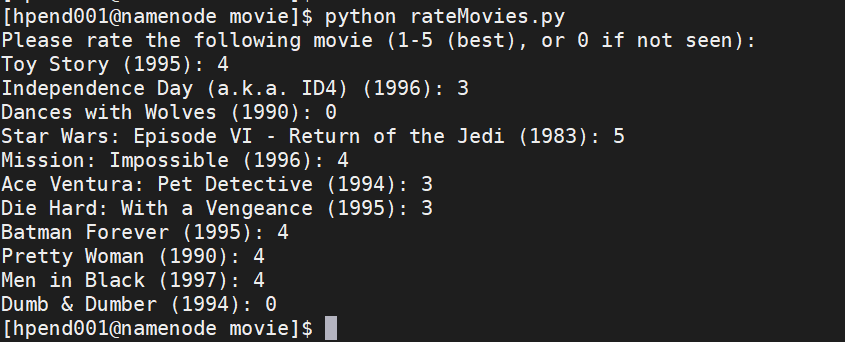 [hpend001@namenode movie]$ python rateMovies.py
Please rate the following movie (1-5 (best), or 0 if not seen):
Toy Story (1995): 4
Independence Day (a.k.a. ID4) (1996): 3
Dances with Wolves (1990): 0
Star Wars: Episode VI - Return of the Jedi (1983): 5
Mission: Impossible (1996): 4
Ace Ventura: Pet Detective (1994): 3
Die Hard: With a Vengeance (1995): 3
Batman Forever (1995): 4
Pretty Woman (1990): 4
Men in Black (1997): 4
Dumb & Dumber (1994): 0
[hpend001@namenode movie]$